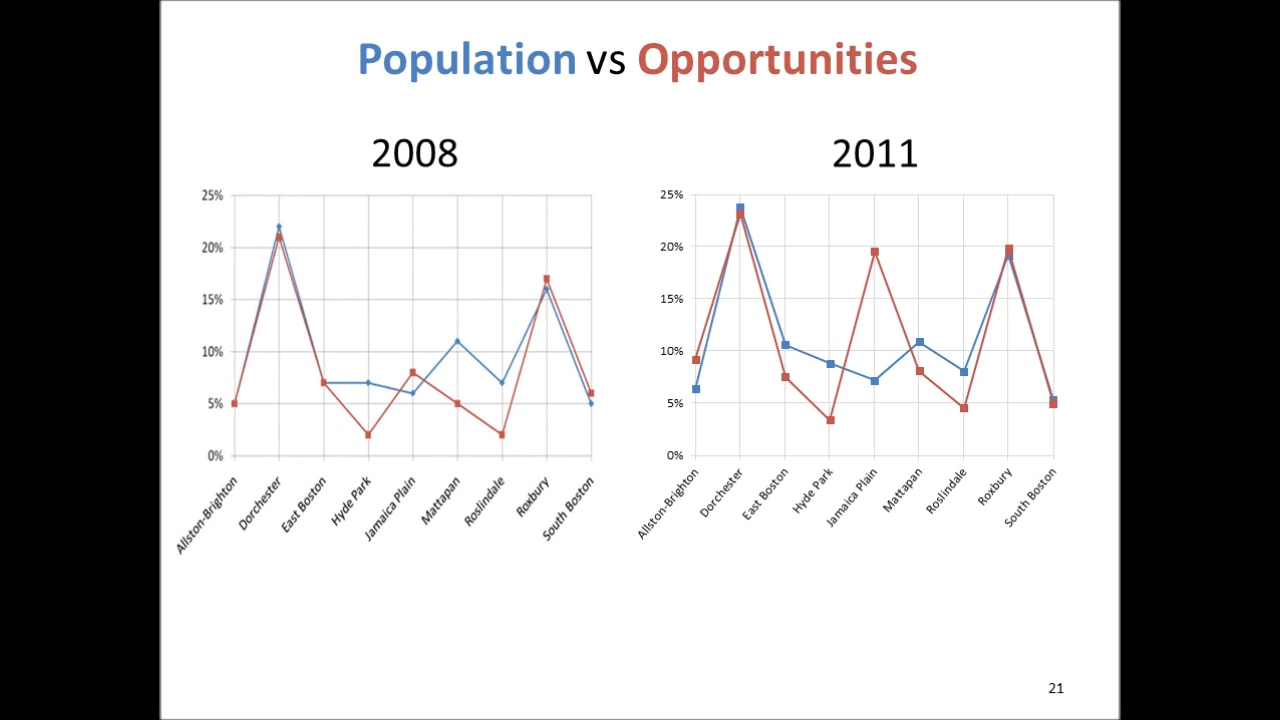 Population vs Opportunities
2008
25%
20%
15%
10%
5%
0%
Allston-Brighton
Dorchester
East Boston
Hyde Park
Jamaica Plain
Mattapan
Roslindale
Roxbury
South Boston
2011
25%
20%
15%
10%
5%
0%
Allston-Brighton
Dorchester
East Boston
Hyde Park
Jamaica Plain
Mattapan
Roslindale
Roxbury
South Boston
21